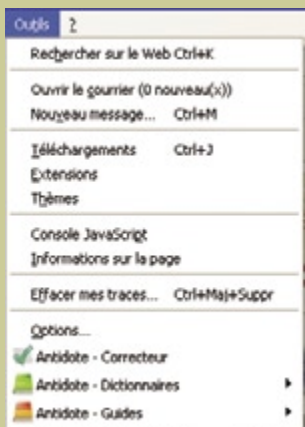 Outils ?
Rechercher sur le Web Ctrl+K
Ouvrir le gourrier (0 nouveau(x))
Nouveau message... Ctrl+M
Téléchargements Ctrl+J
Extensions
Thèmes
Console JavaScript
Informations sur la page
Effacer mes traces... Ctrl+Maj+Suppr
Options...
Antidote - Correcteur
Antidote - Dictionnaires
Antidote - Guides